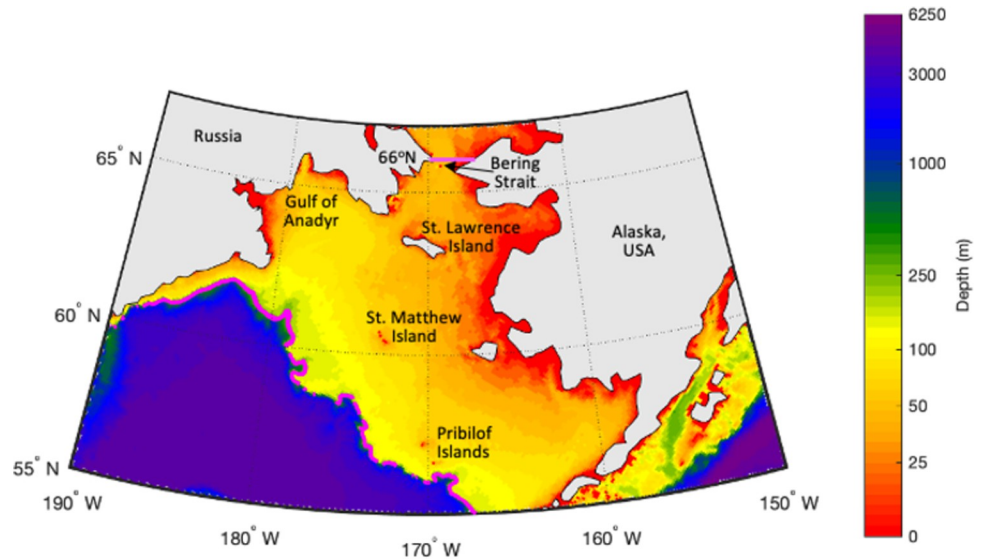 6250
3000
1000
250
100
50
25
0
Depth (m)
Russia
65° N
66°N
Bering
Strait
Gulf of
Anadyr
St. Lawrence
Island
Alaska,
USA
60° N
St. Matthew
Island
Pribilof
Islands
55° N
190° W
180° W
170° W
160° W
150° W